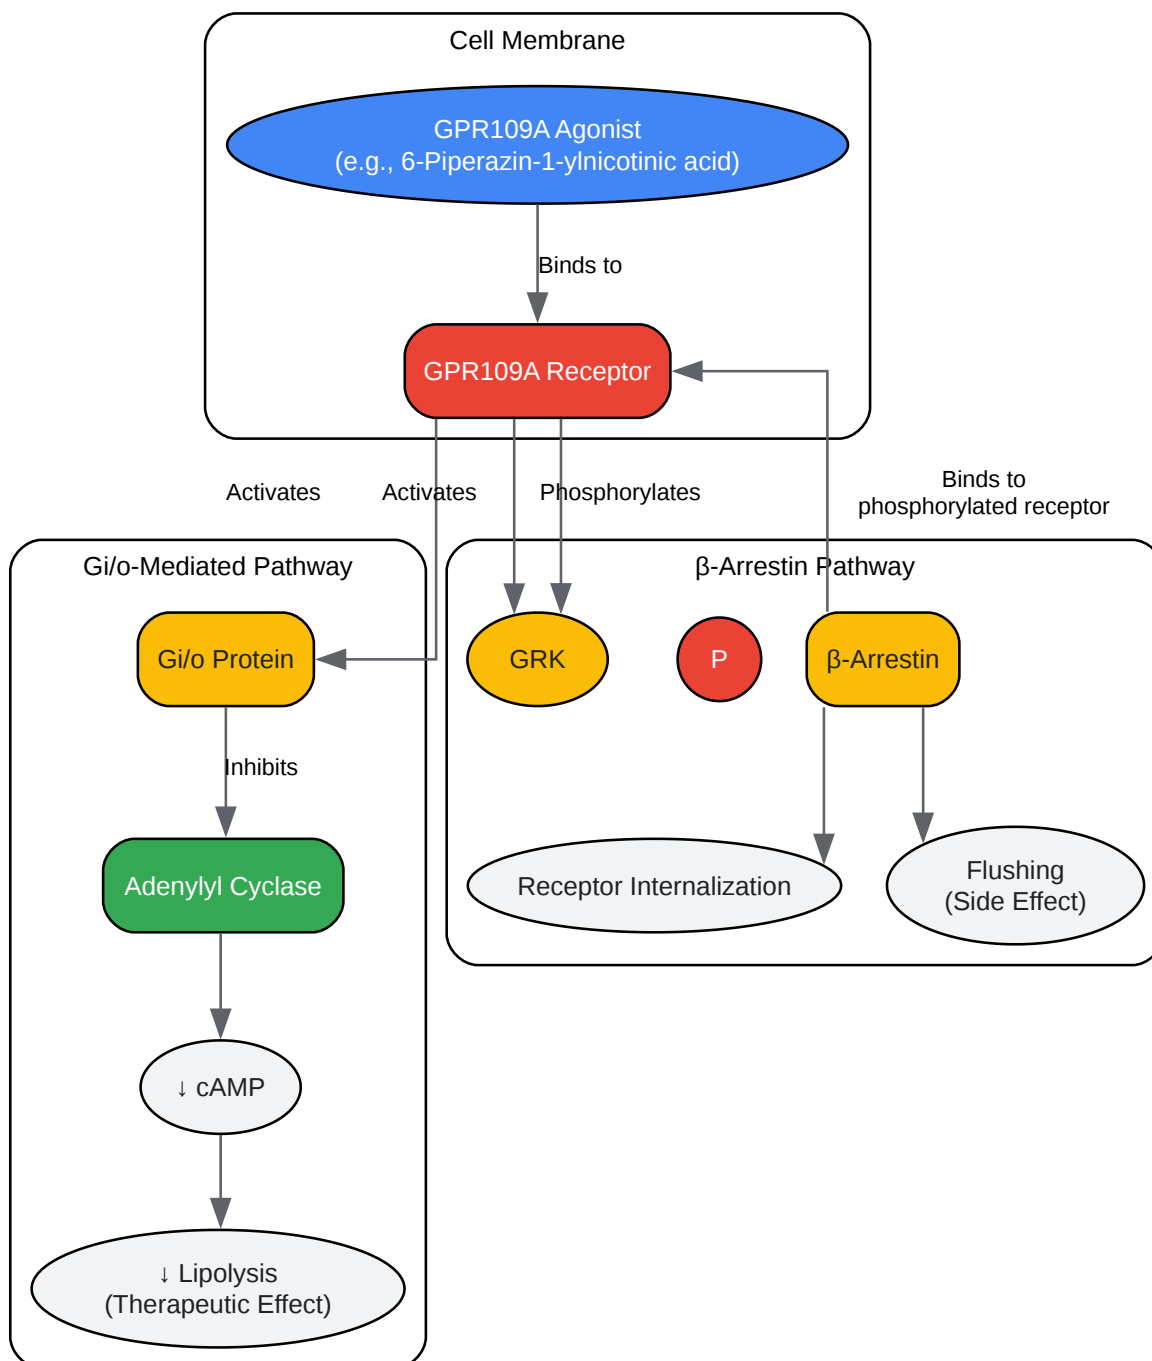 Cell Membrane
GPR109A Agonist
(e.g., 6-Piperazin-1-ylnicotinic acid)
Binds to
GPR109A Receptor
Activates
Activates
Phosphorylates
Binds to
phosphorylated receptor
Gi/o-Mediated Pathway
β-Arrestin Pathway
Gi/o Protein
GRK
P
β-Arrestin
Inhibits
Adenylyl Cyclase
Receptor Internalization
Flushing
(Side Effect)
↓ cAMP
↓ Lipolysis
(Therapeutic Effect)